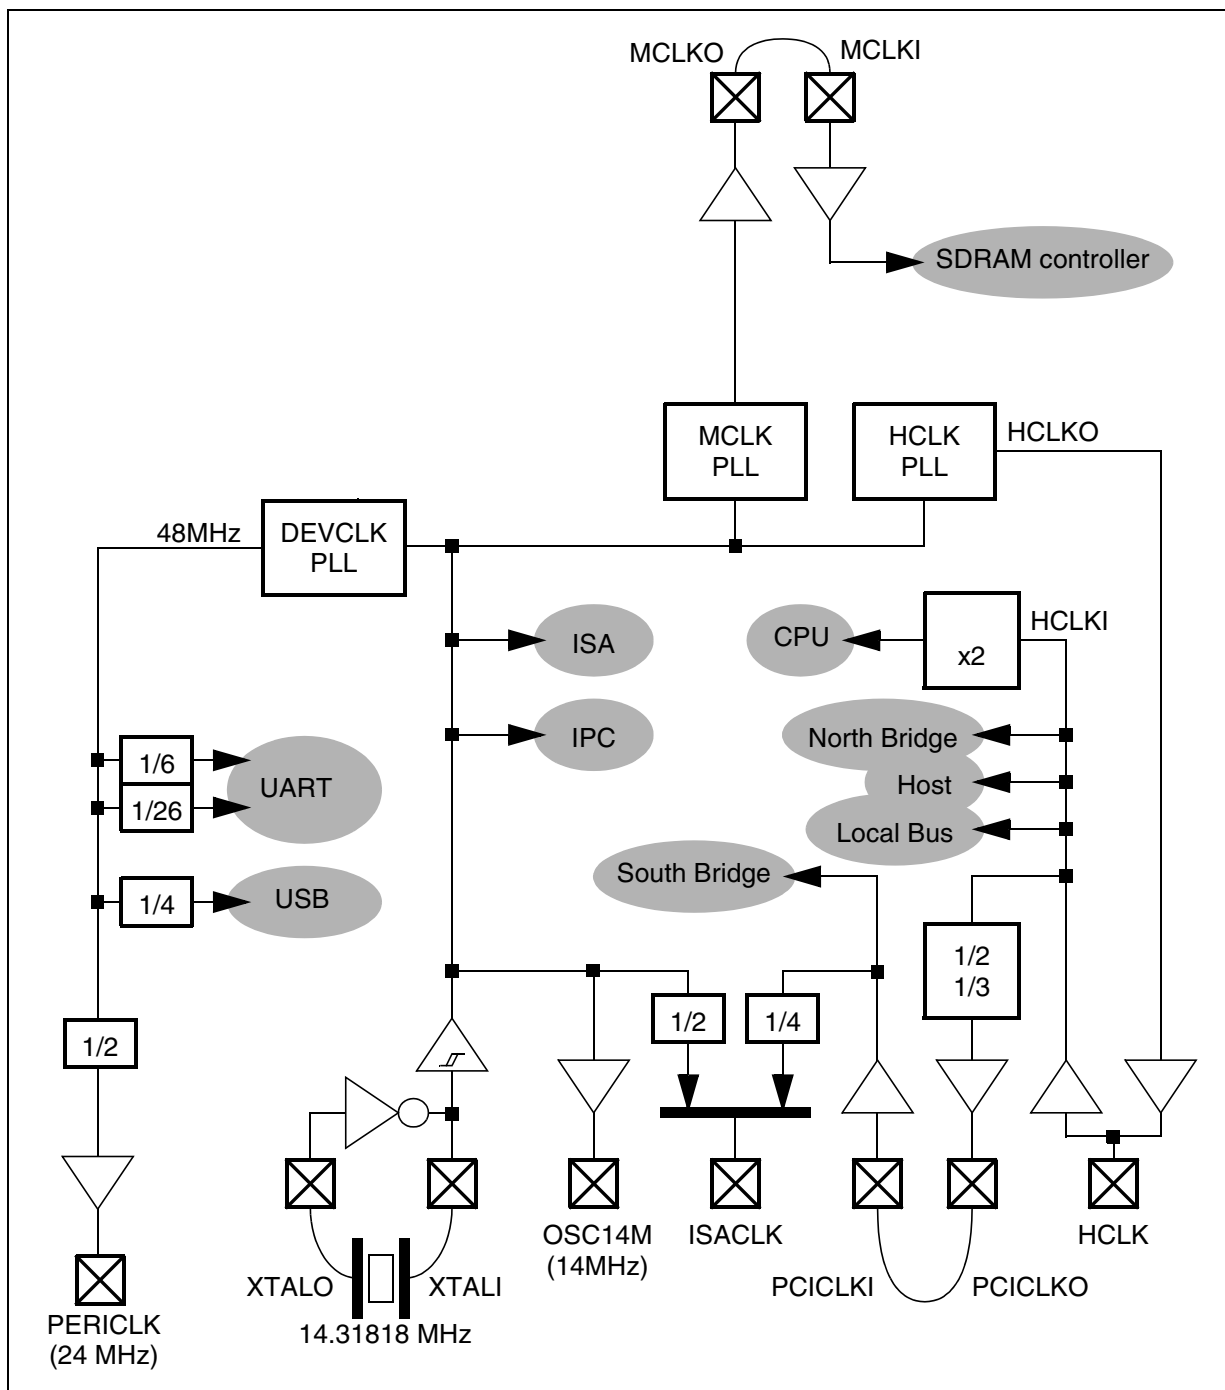 MCLKO
MCLKI
SDRAM controller
MCLK
PLL
HCLK
PLL
HCLKO
48MHz
DEVCLK
PLL
ISA
CPU
x2
HCLKI
IPC
North Bridge
Host
Local Bus
1/6
1/26
UART
South Bridge
1/4
USB
1/2
1/3
1/2
1/2
1/4
OSC14M
(14MHz)
ISACLK
HCLK
XTALO
XTALI
PCICLKI
PCICLKO
14.31818 MHz
PERICLK
(24 MHz)